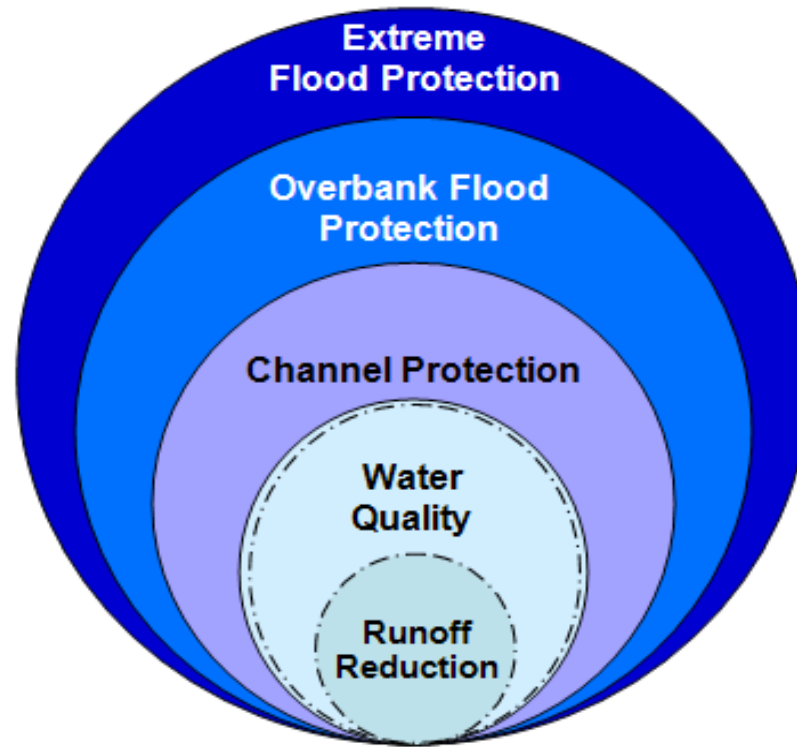 Extreme
Flood Protection
Overbank Flood
Protection
Channel Protection
Water
Quality
Runoff
Reduction